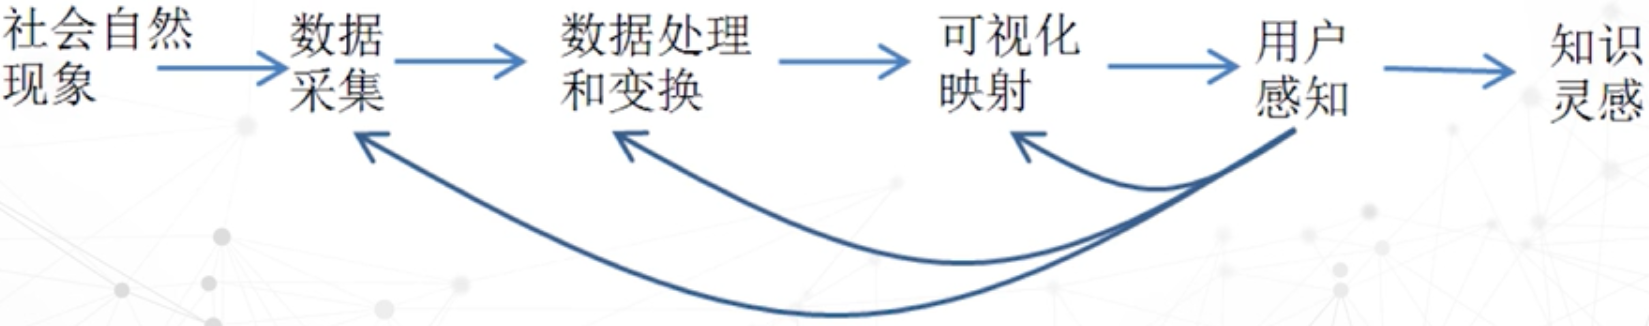 社会自然
现象
数据
采集
数据处理
和变换
可视化
映射
用户
感知
知识
灵感